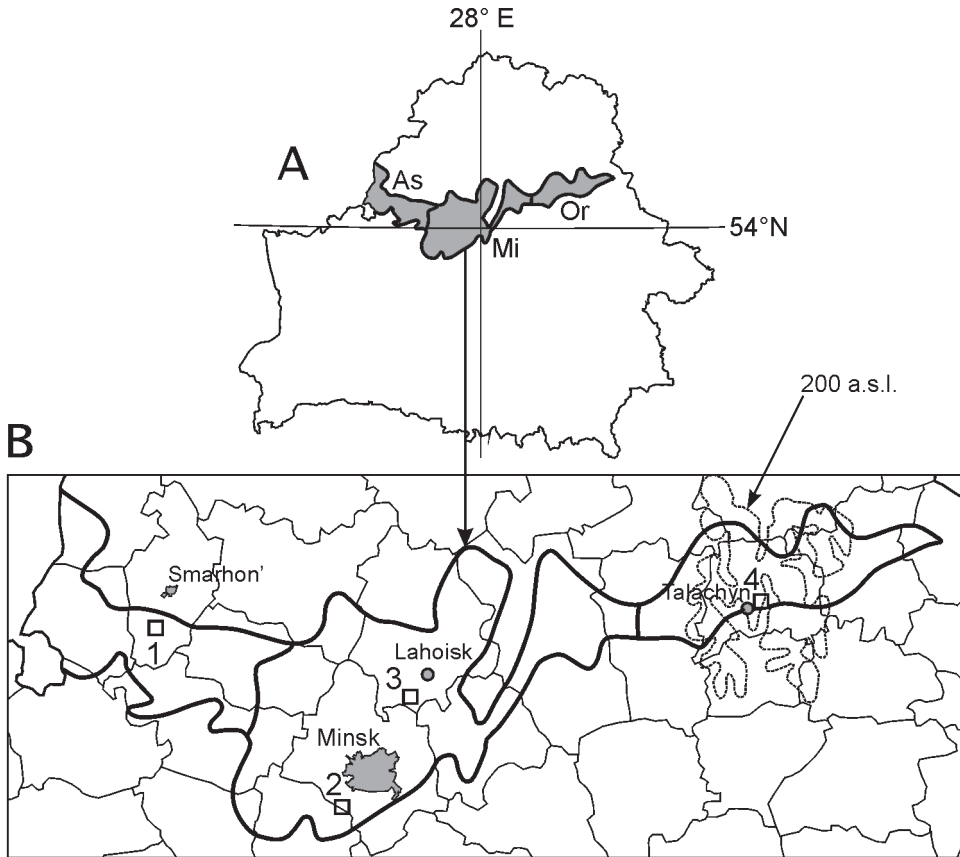 28° E
A
As
Or
54°N
Mi
200 a.s.l.
B
Smarhon'
Talachyn
4
1
Lahoisk
3
Minsk
2